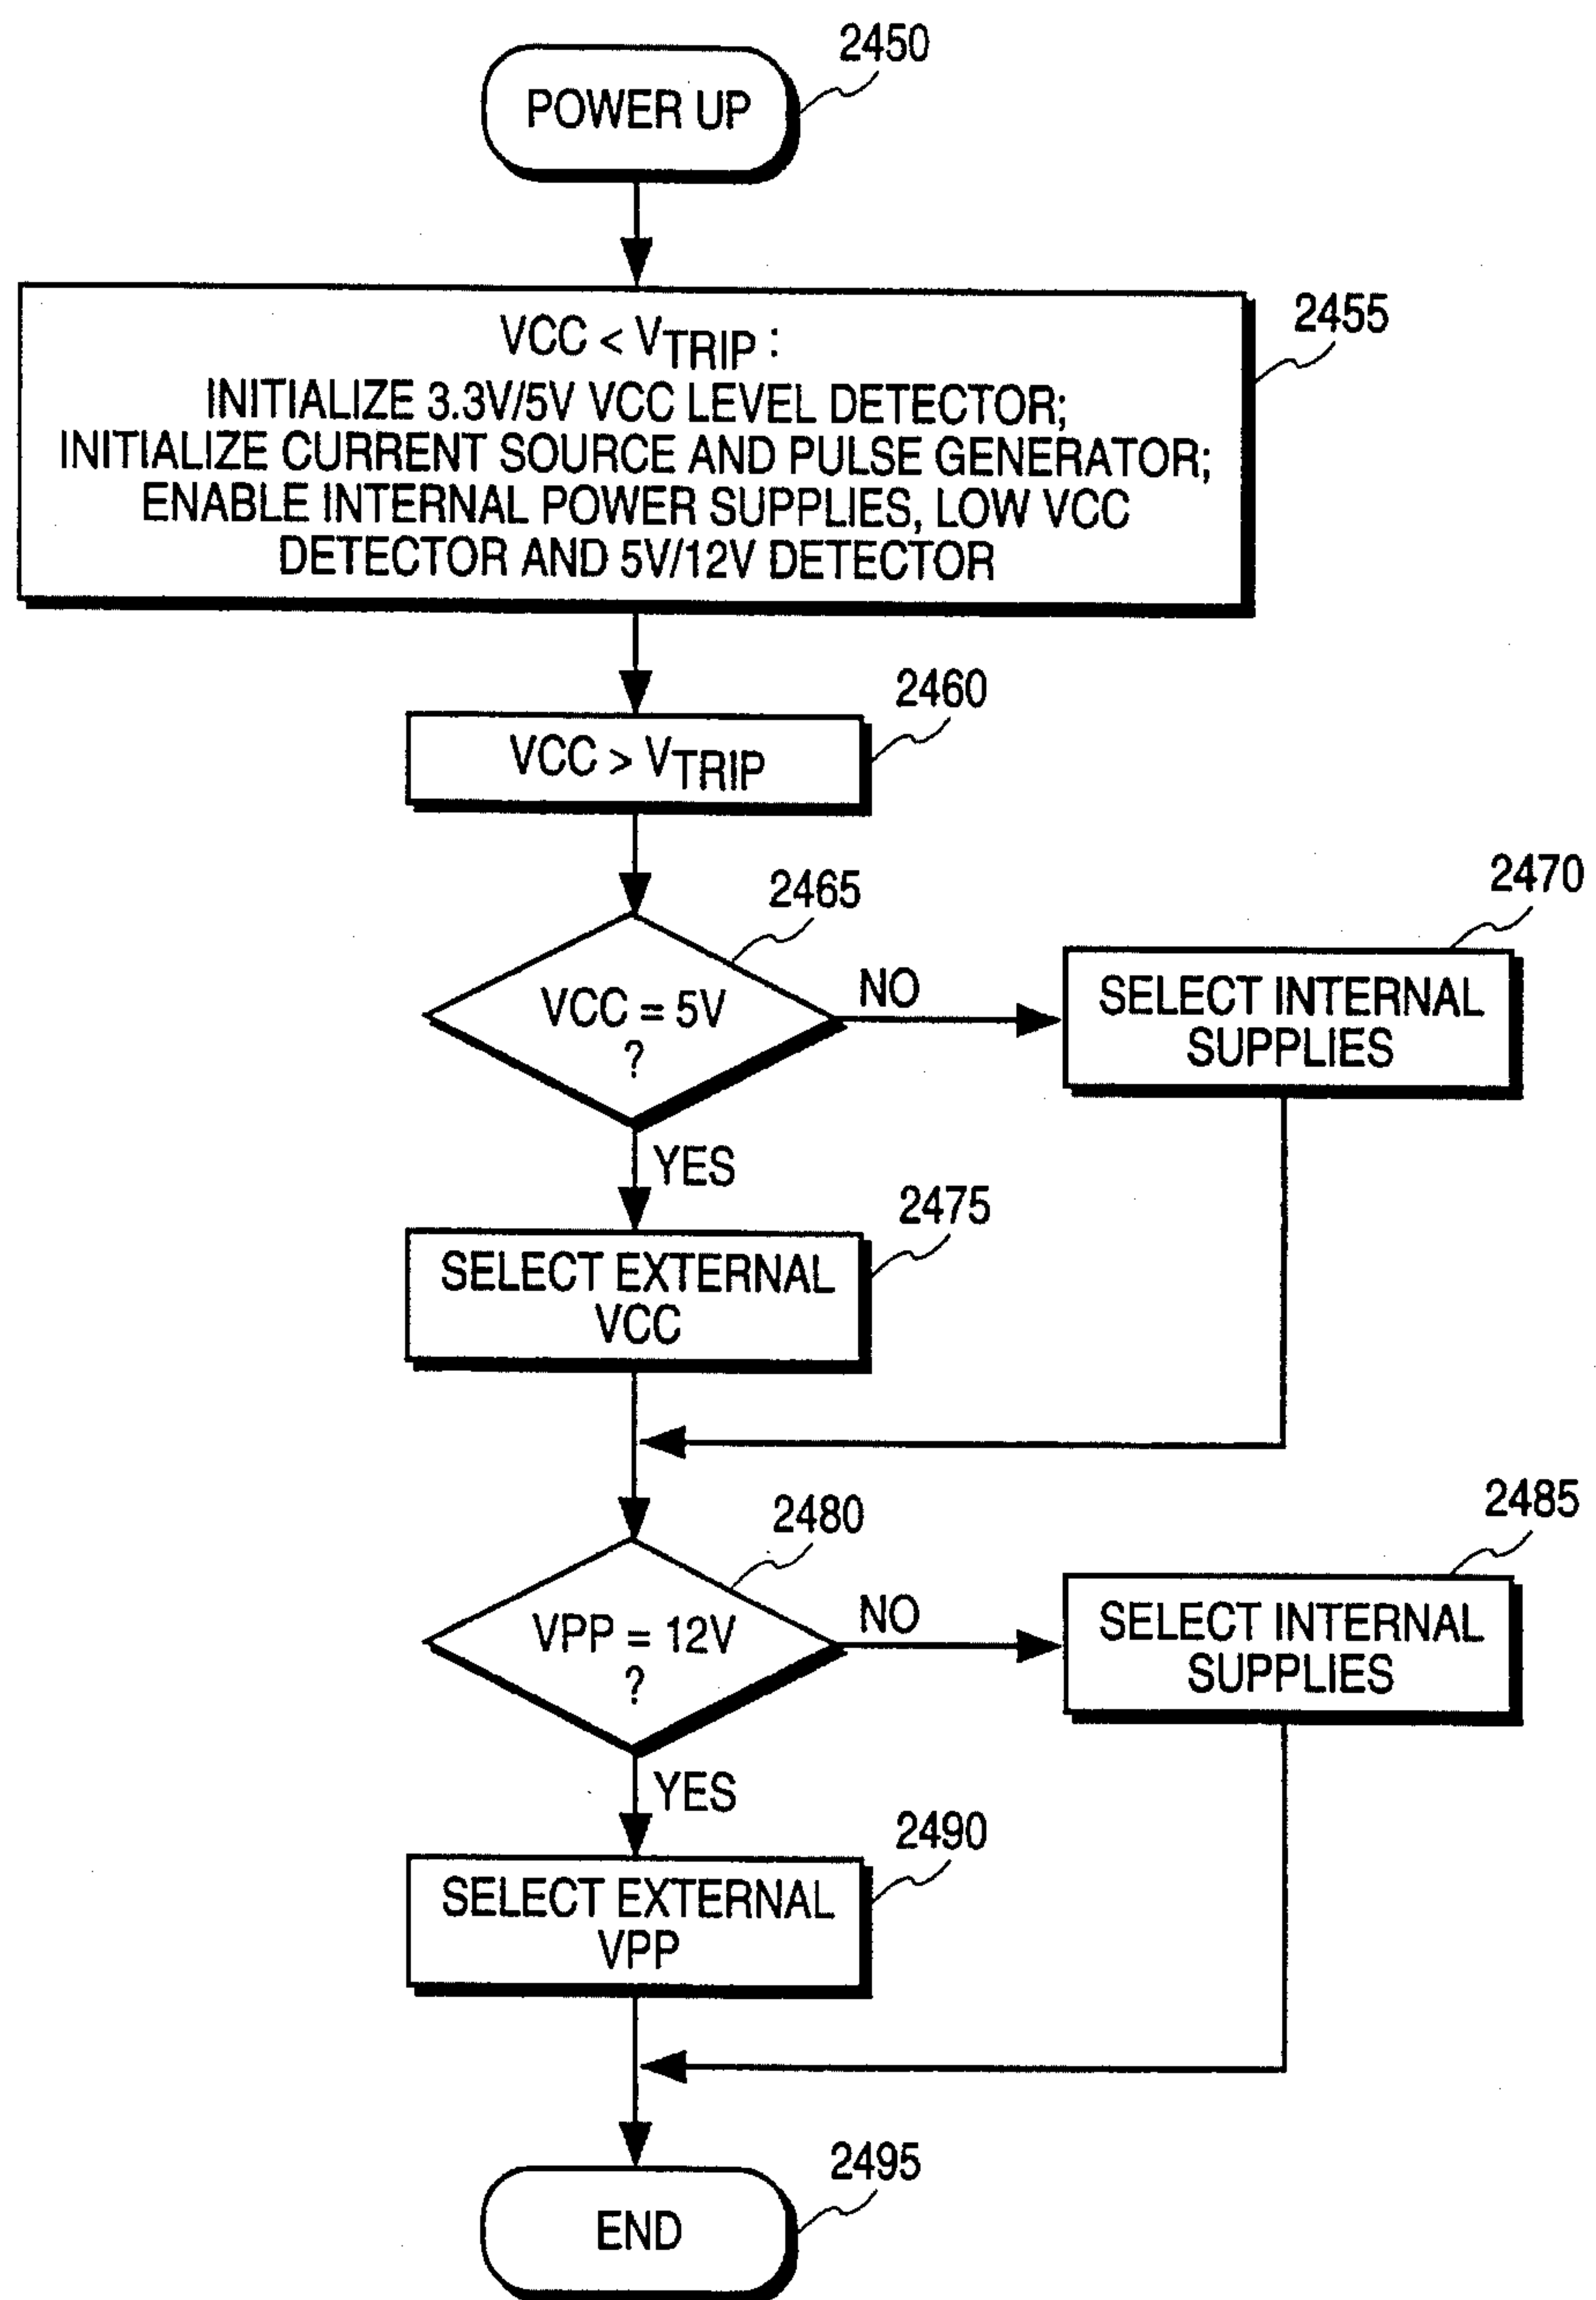 2450
POWER UP
2455
VCC < VTRIP :
INITIALIZE 3.3V/5V VCC LEVEL DETECTOR;
INITIALIZE CURRENT SOURCE AND PULSE GENERATOR;
ENABLE INTERNAL POWER SUPPLIES, LOW VCC
DETECTOR AND 5V/12V DETECTOR
2460
VCC > VTRIP
2465
VCC = 5V
?
NO
2470
SELECT INTERNAL
SUPPLIES
YES
2475
SELECT EXTERNAL
VCC
2480
VPP = 12V
?
NO
2485
SELECT INTERNAL
SUPPLIES
YES
2490
SELECT EXTERNAL
VPP
2495
END